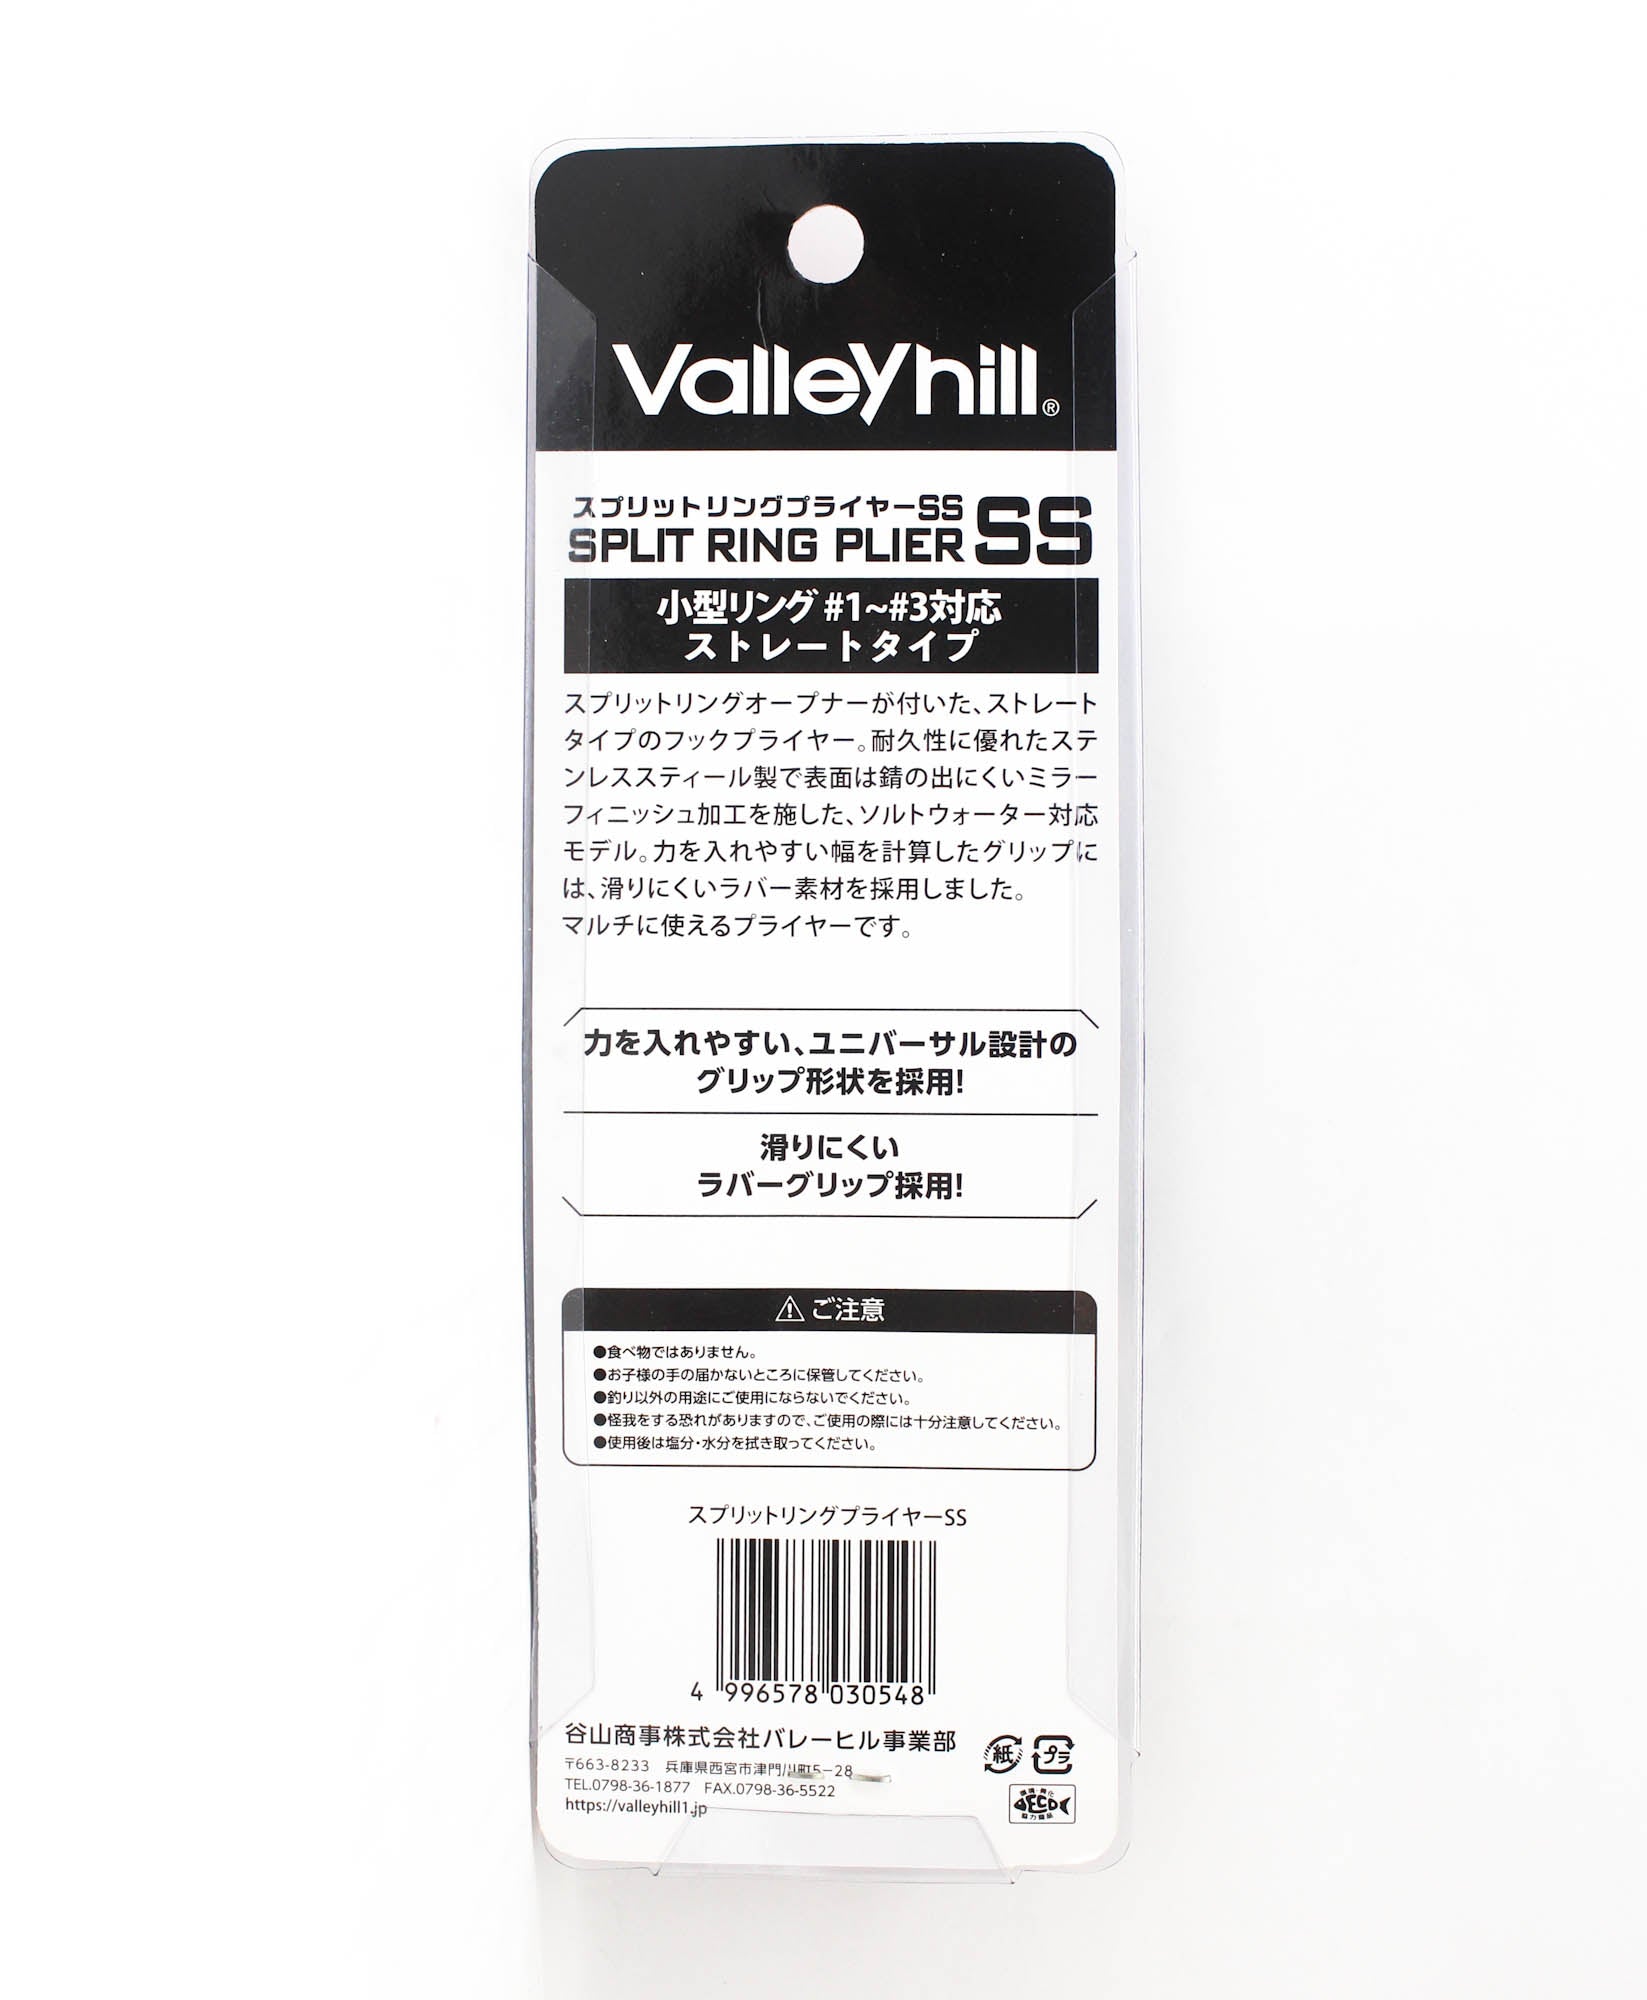 Valleyhill®
スプリットリングプライヤーSS
SPLIT RING PLIER SS
小型リング #1~#3対応
ストレートタイプ
スプリットリングオープナーが付いた、ストレート
タイプのフックプライヤー。耐久性に優れたステ
ンレススティール製で表面は錆の出にくいミラー
フィニッシュ加工を施した、ソルトウォーター対応
モデル。力を入れやすい幅を計算したグリップに
は、滑りにくいラバー素材を採用しました。
マルチに使えるプライヤーです。
力を入れやすい、ユニバーサル設計の
グリップ形状を採用!
滑りにくい
ラバーグリップ採用!
ご注意
●食べ物ではありません。
●お子様の手の届かないところに保管してください。
●釣り以外の用途にご使用にならないでください。
●怪我をする恐れがありますので、ご使用の際には十分注意してください。
●使用後は塩分・水分を拭き取ってください。
スプリットリングプライヤーSS
4 996578 030548
谷山商事株式会社バレーヒル事業部
〒663-8233 兵庫県西宮市津門川町5-28
TEL.0798-36-1877 FAX.0798-36-5522
https://valleyhill1.jp
紙
プラ
ECO